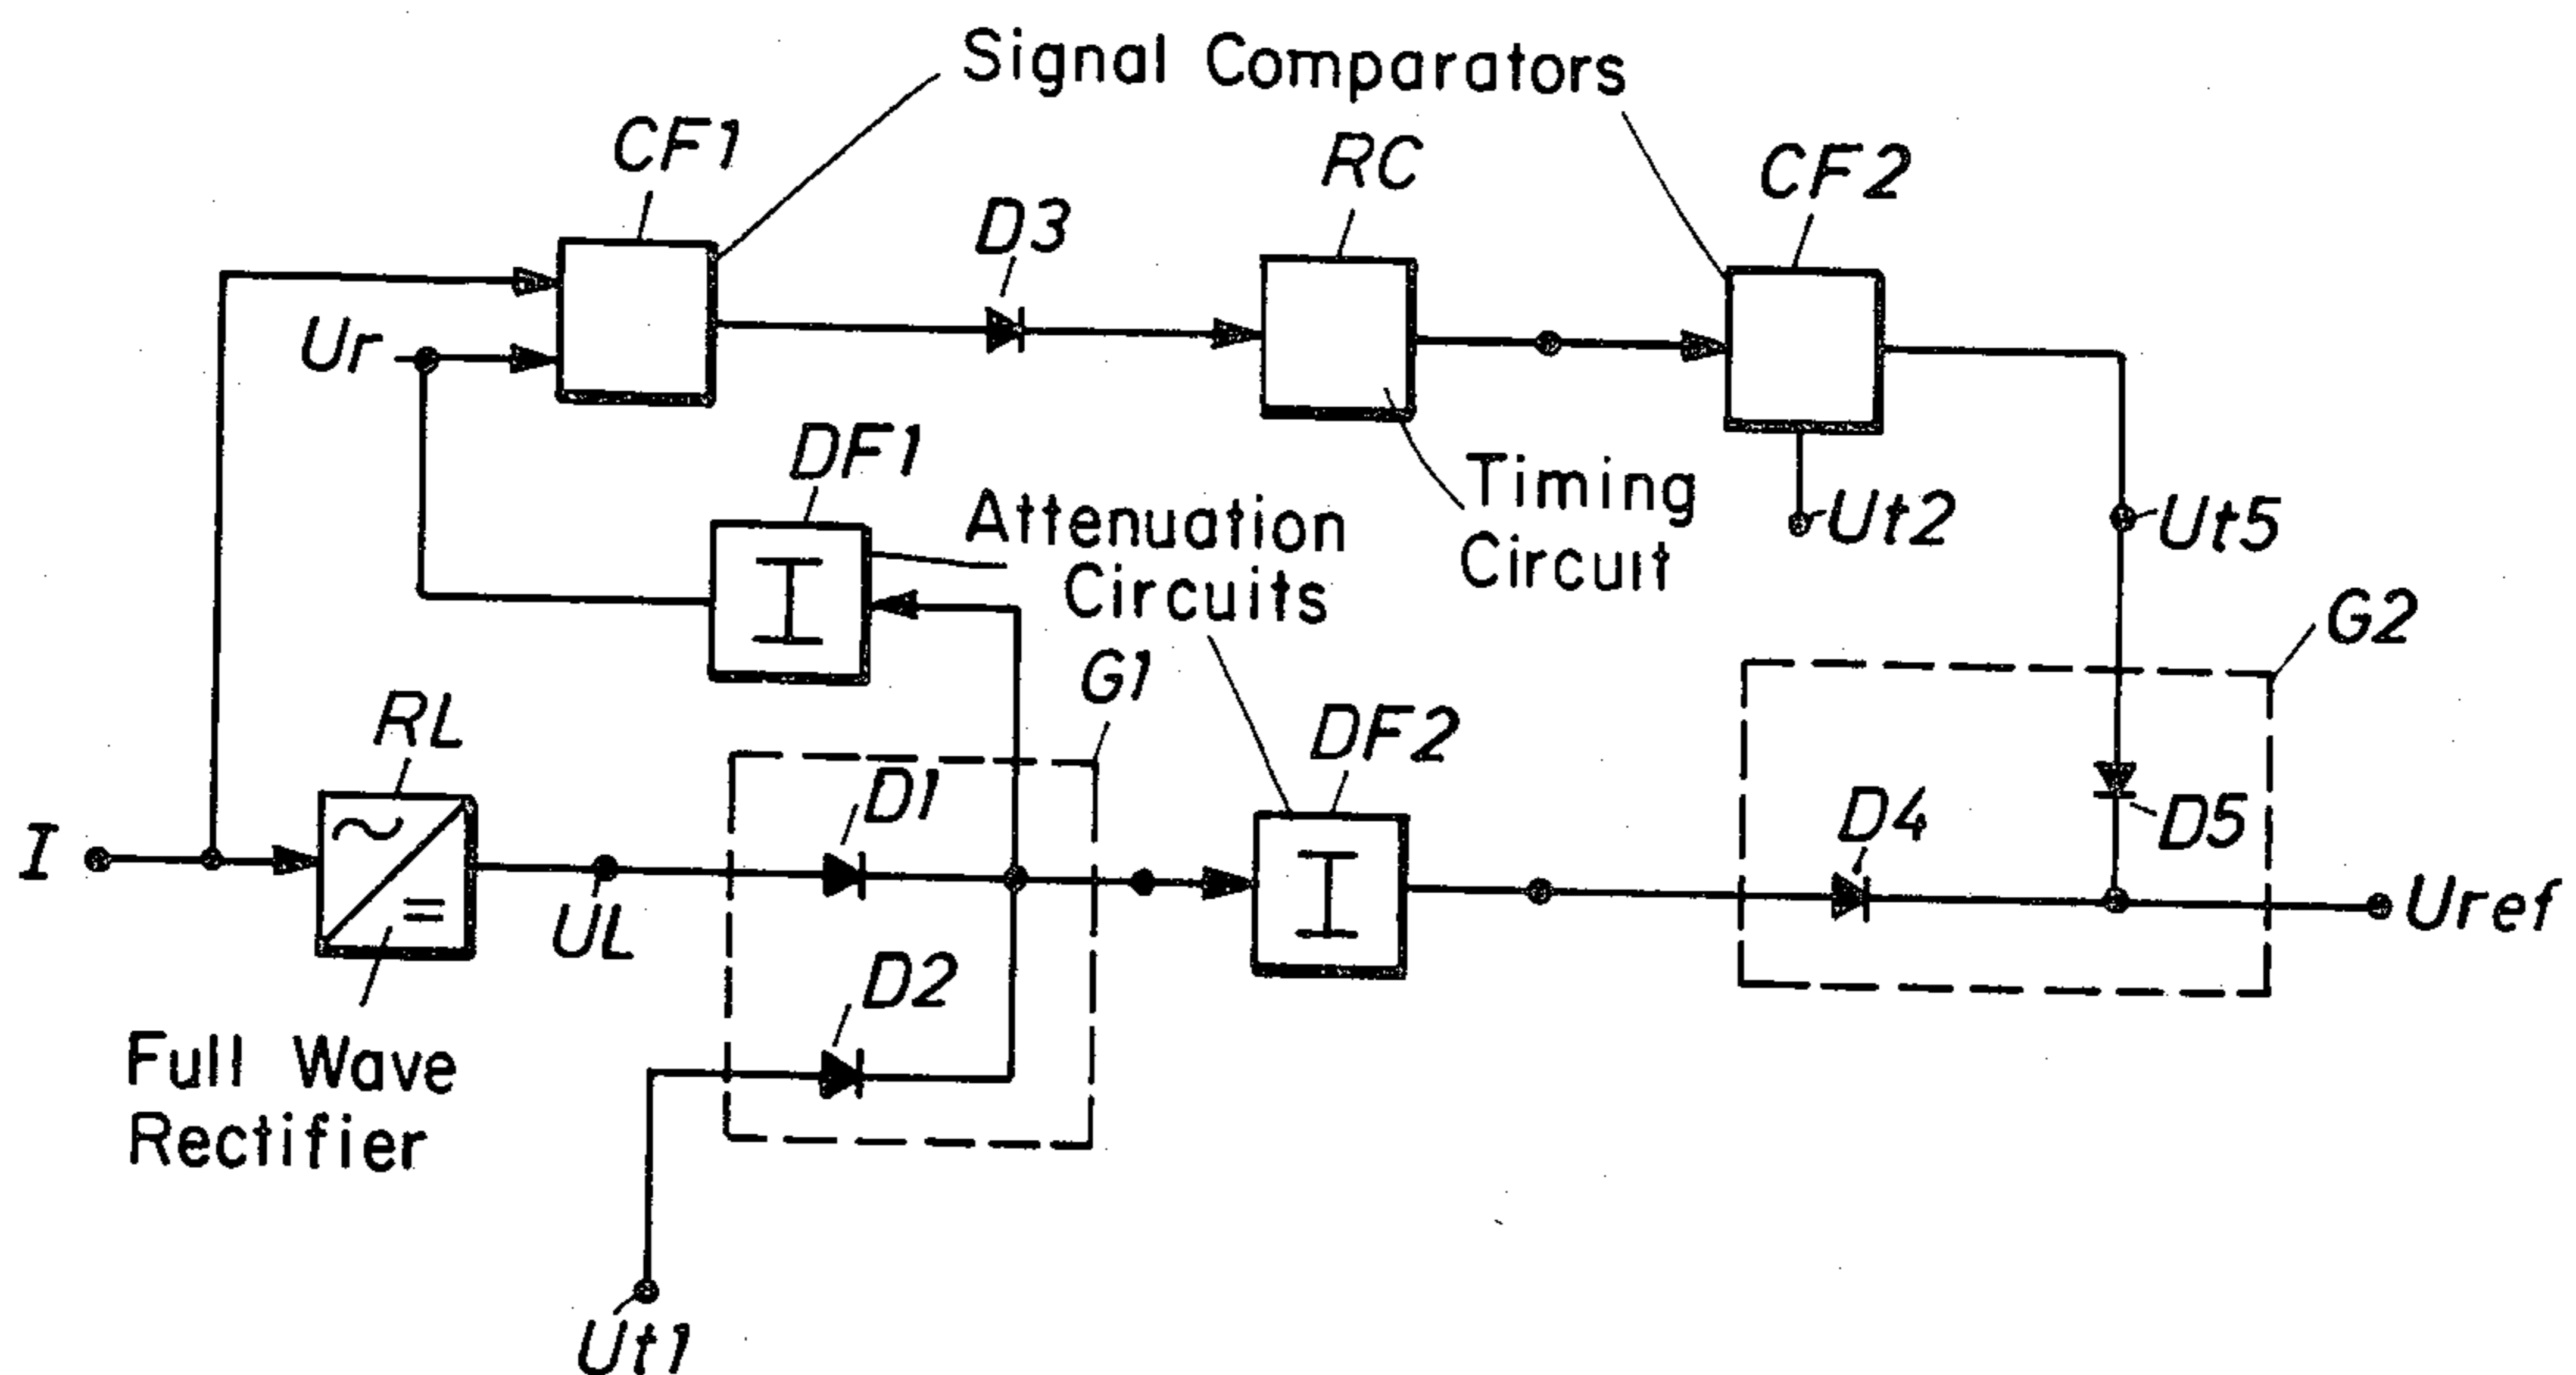 Signal Comparators
CF1
RC
CF2
D3
Ur
DF1
Attenuation
Circuits
Timing
Circuit
Ut2
Ut5
G2
G1
RL
DF2
D1
D4
D5
I
~
=
UL
Uref
D2
Full Wave
Rectifier
Ut1